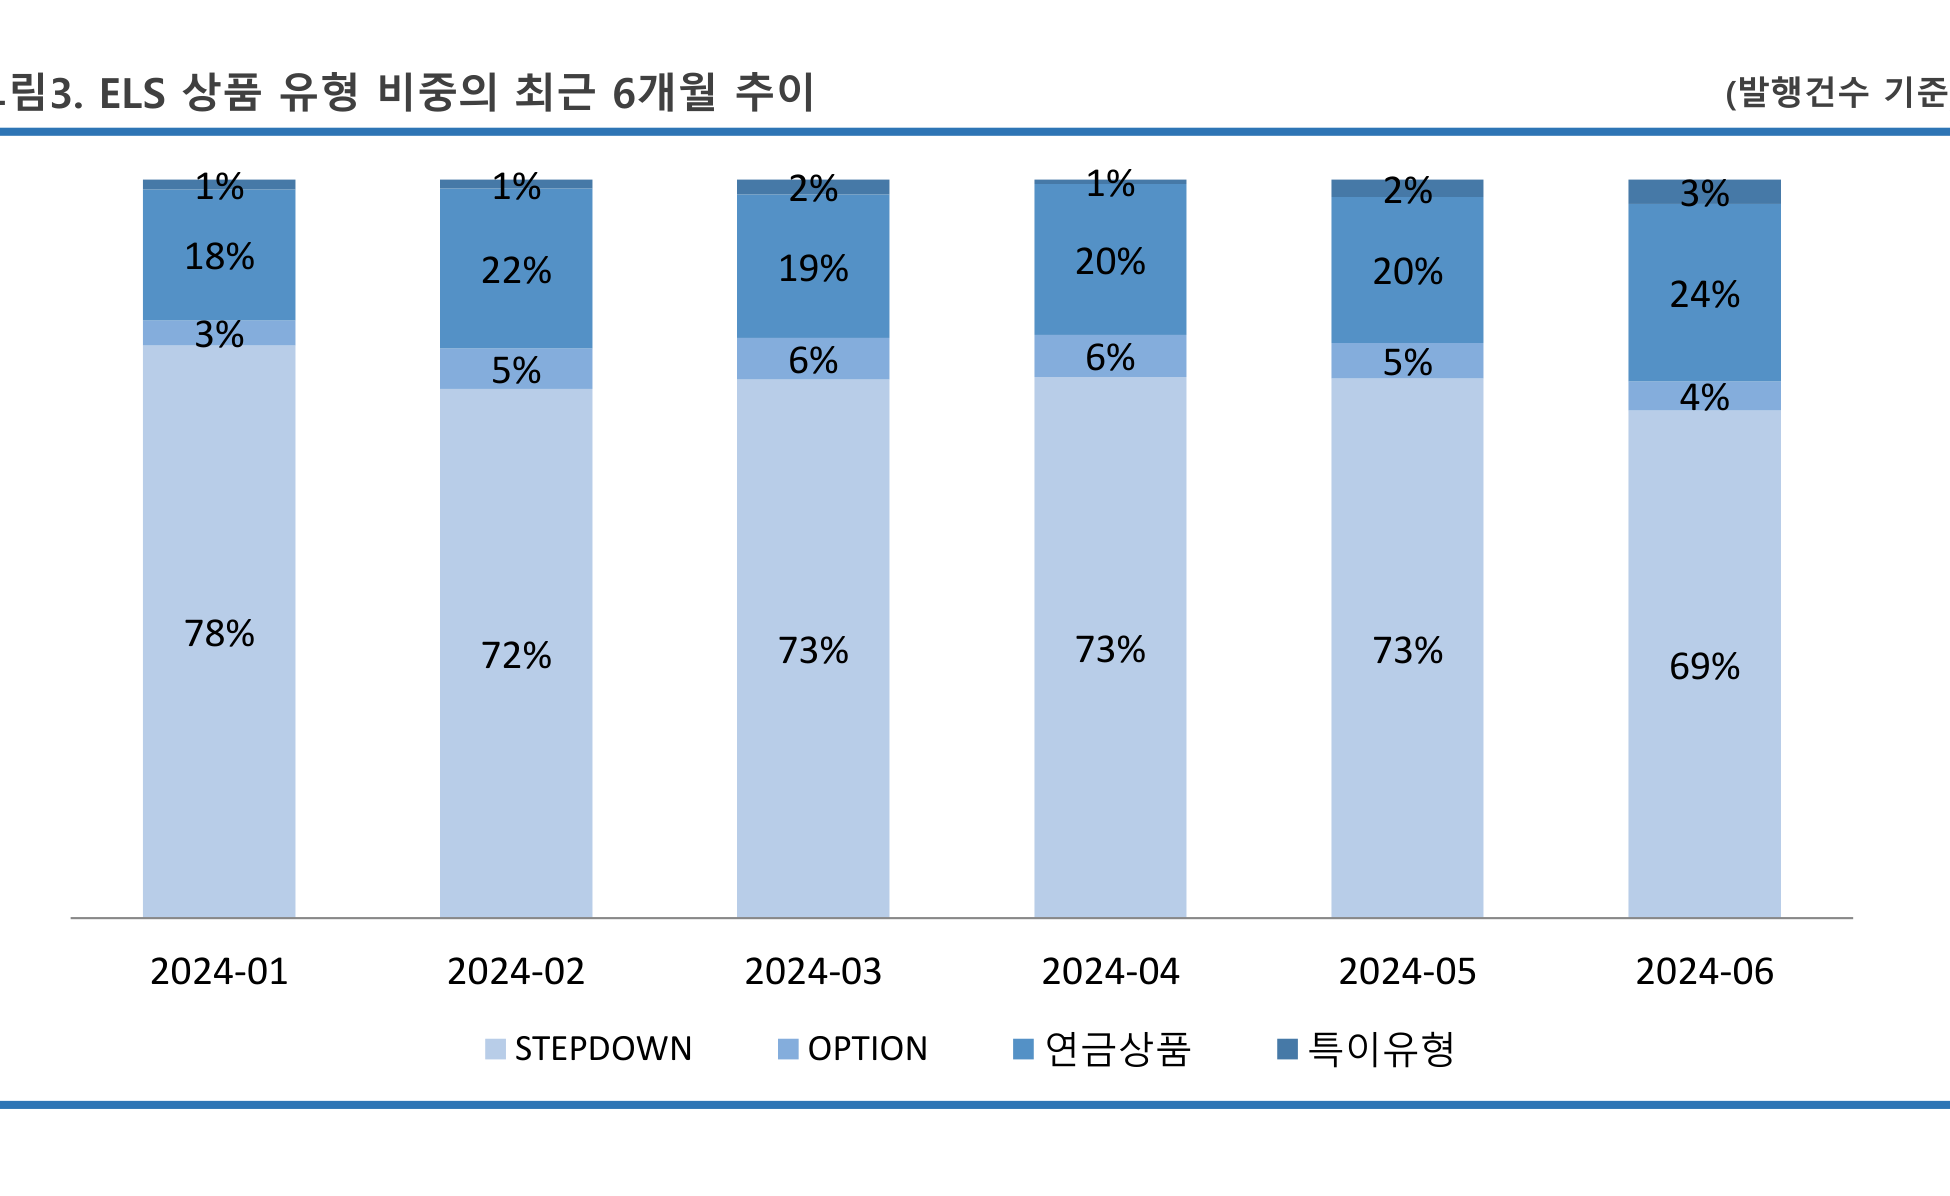 림3. ELS 상품 유형 비중의 최근 6개월 추이
(발행건수 기준
1% 1% 2% 1% 2% 3%
18% 22% 19% 20% 20% 24%
3% 5% 6% 6% 5% 4%
78% 72% 73% 73% 73% 69%
2024-01 2024-02 2024-03 2024-04 2024-05 2024-06
STEPDOWN OPTION 연금상품 특이유형